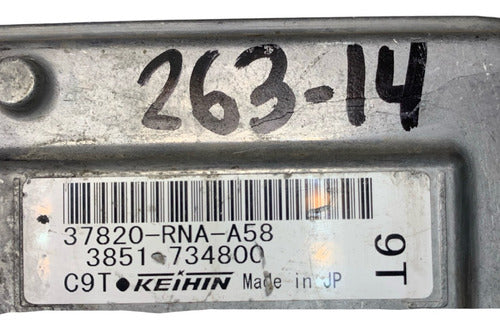 263-14
37820-RNA-A58
3851-734800
C9T●KEIHIN Made in JP
9T